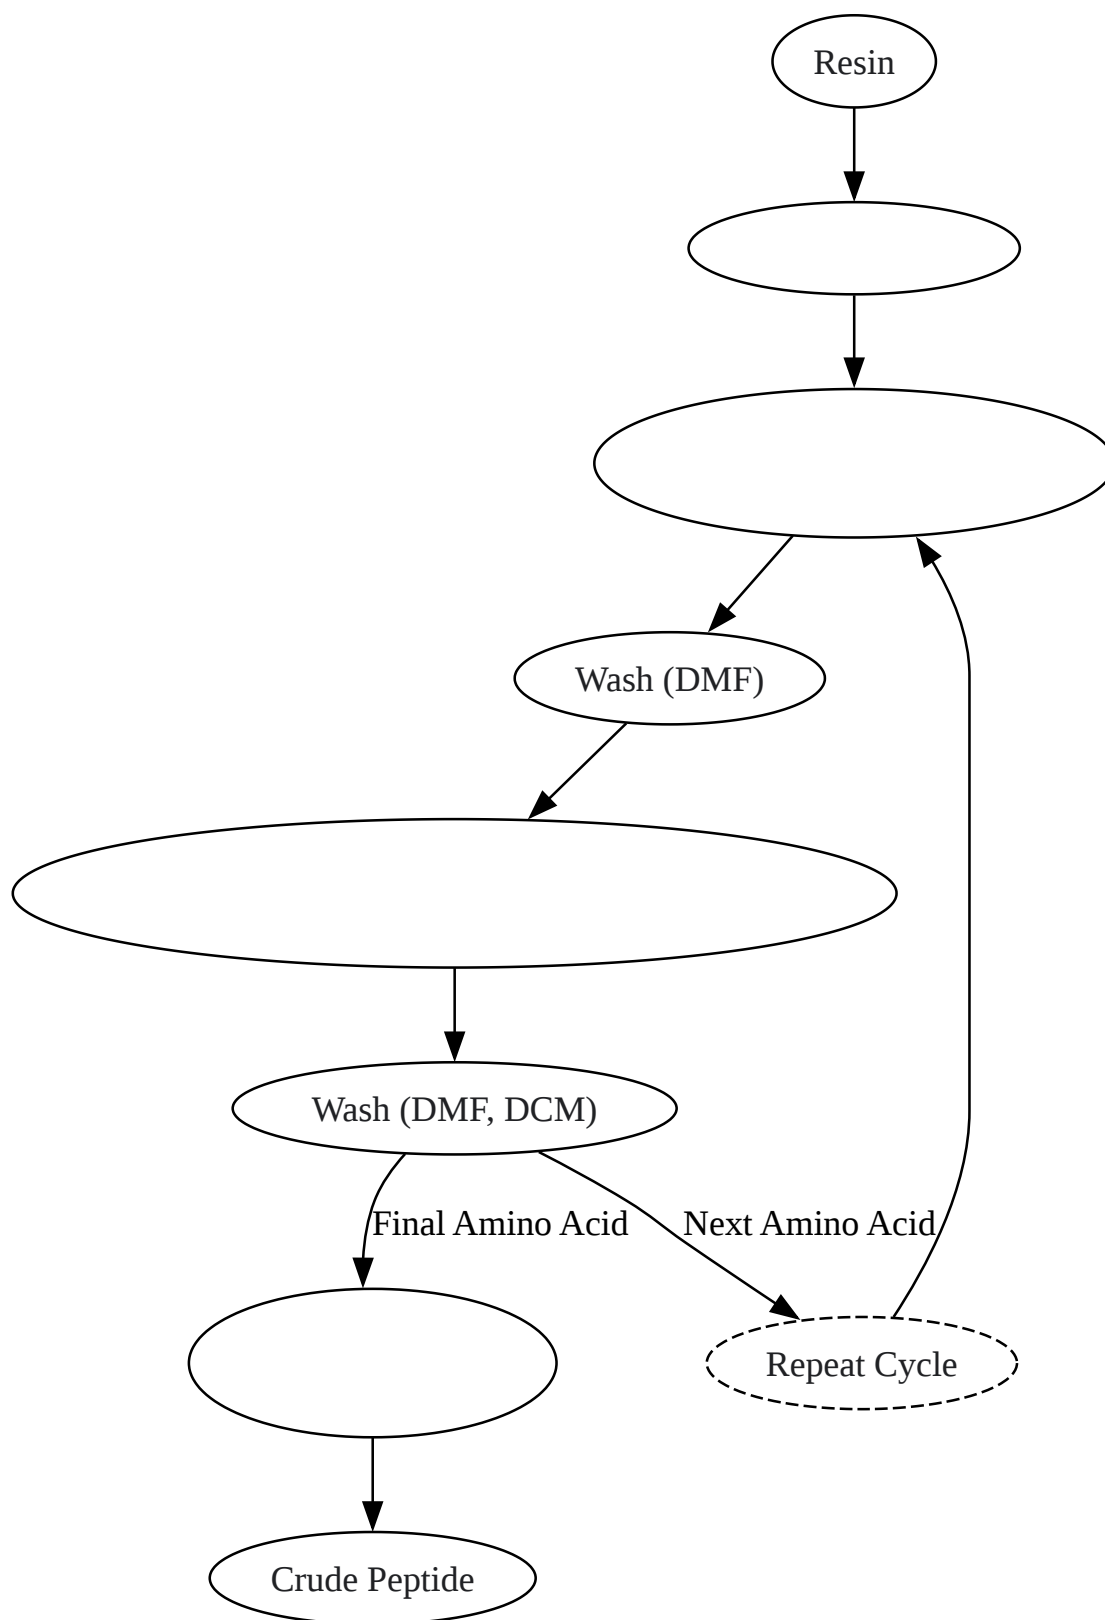 Resin
Wash (DMF)
Wash (DMF, DCM)
Final Amino Acid
Next Amino Acid
Repeat Cycle
Crude Peptide